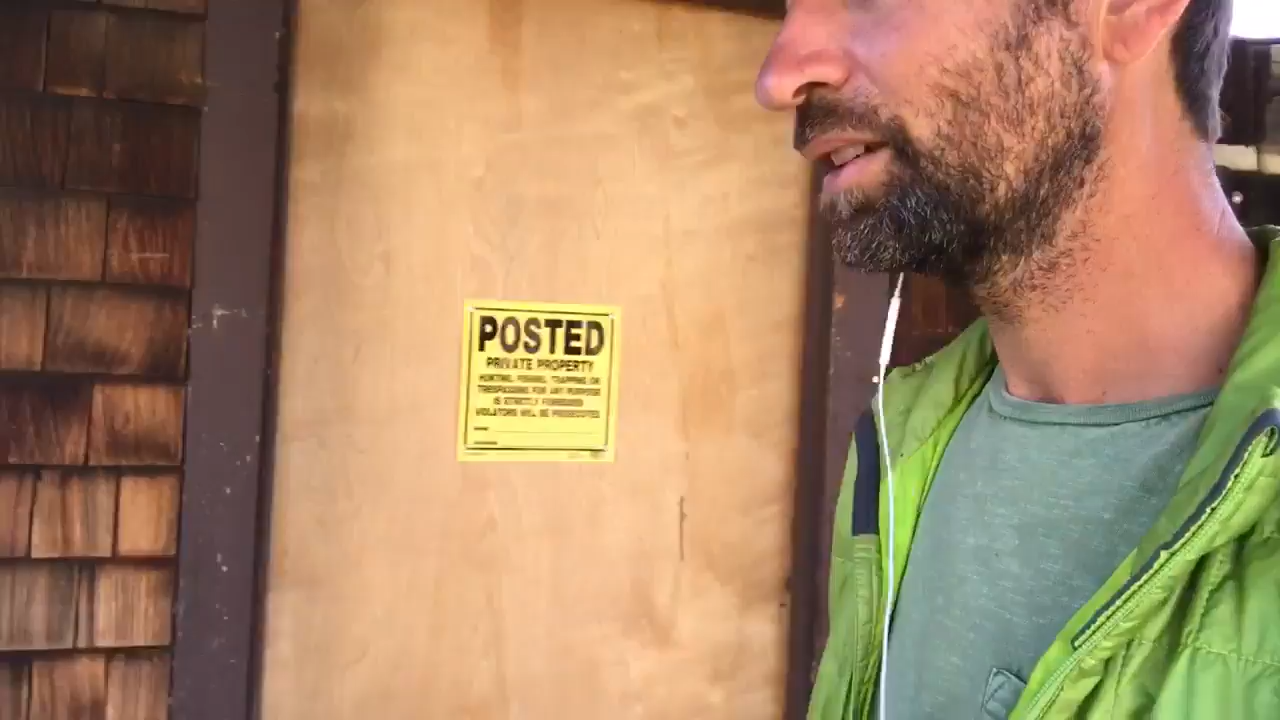 POSTED
PRIVATE PROPERTY
HUNTING, FISHING, TRAPPING OR
TRESPASSING FOR ANY PURPOSE
IS STRICTLY FORBIDDEN
VIOLATORS WILL BE PROSECUTED